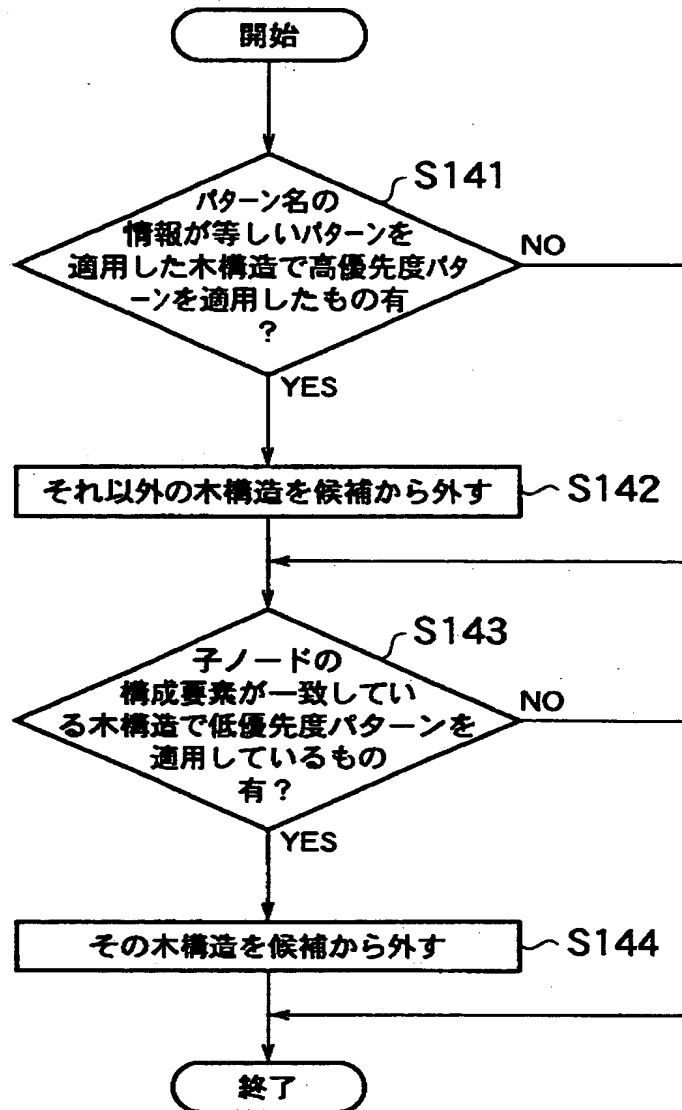 開始
S141
パターン名の
情報が等しいパターンを
適用した木構造で高優先度パタ
ーンを適用したもの有
？
NO
YES
それ以外の木構造を候補から外す
S142
S143
子ノードの
構成要素が一致してい
る木構造で低優先度パターンを
適用しているもの
有？
NO
YES
その木構造を候補から外す
S144
終了